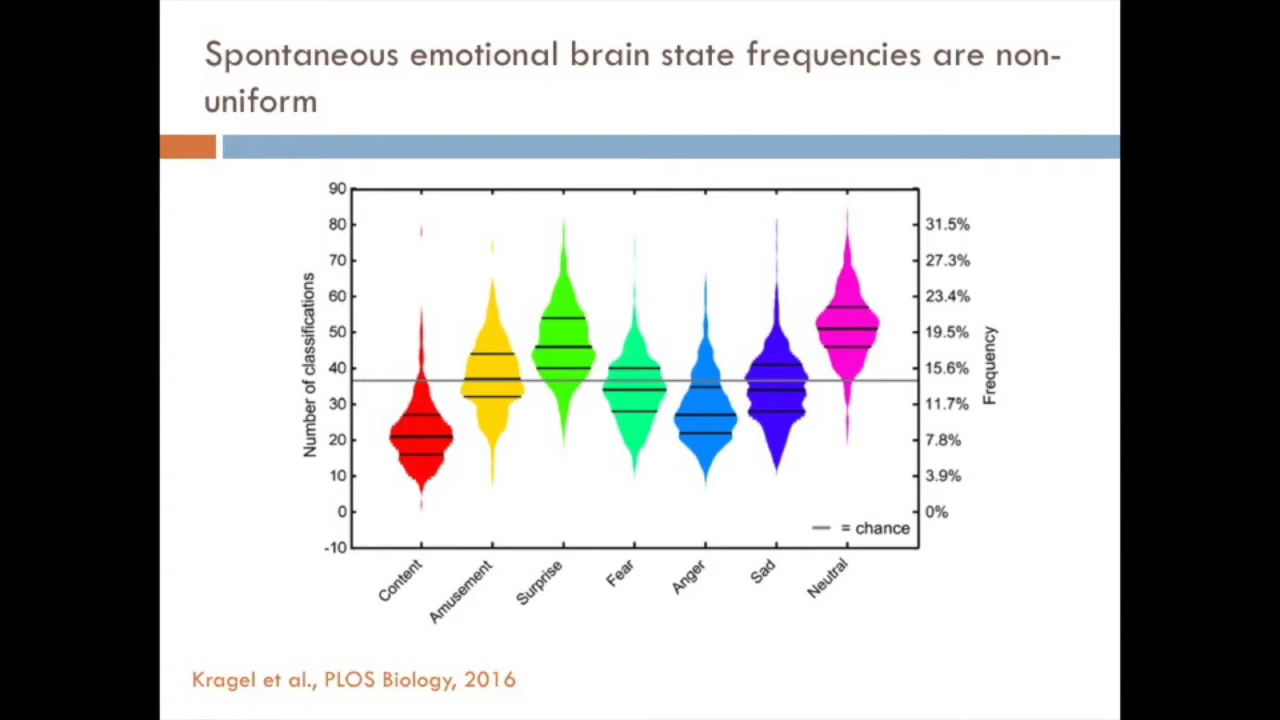 Spontaneous emotional brain state frequencies are non-
uniform
90
80
70
60
50
40
30
20
10
0
-10
Number of classifications
31.5%
27.3%
23.4%
19.5%
15.6%
11.7%
7.8%
3.9%
0%
Frequency
= chance
Content
Amusement
Surprise
Fear
Anger
Sad
Neutral
Kragel et al., PLOS Biology, 2016